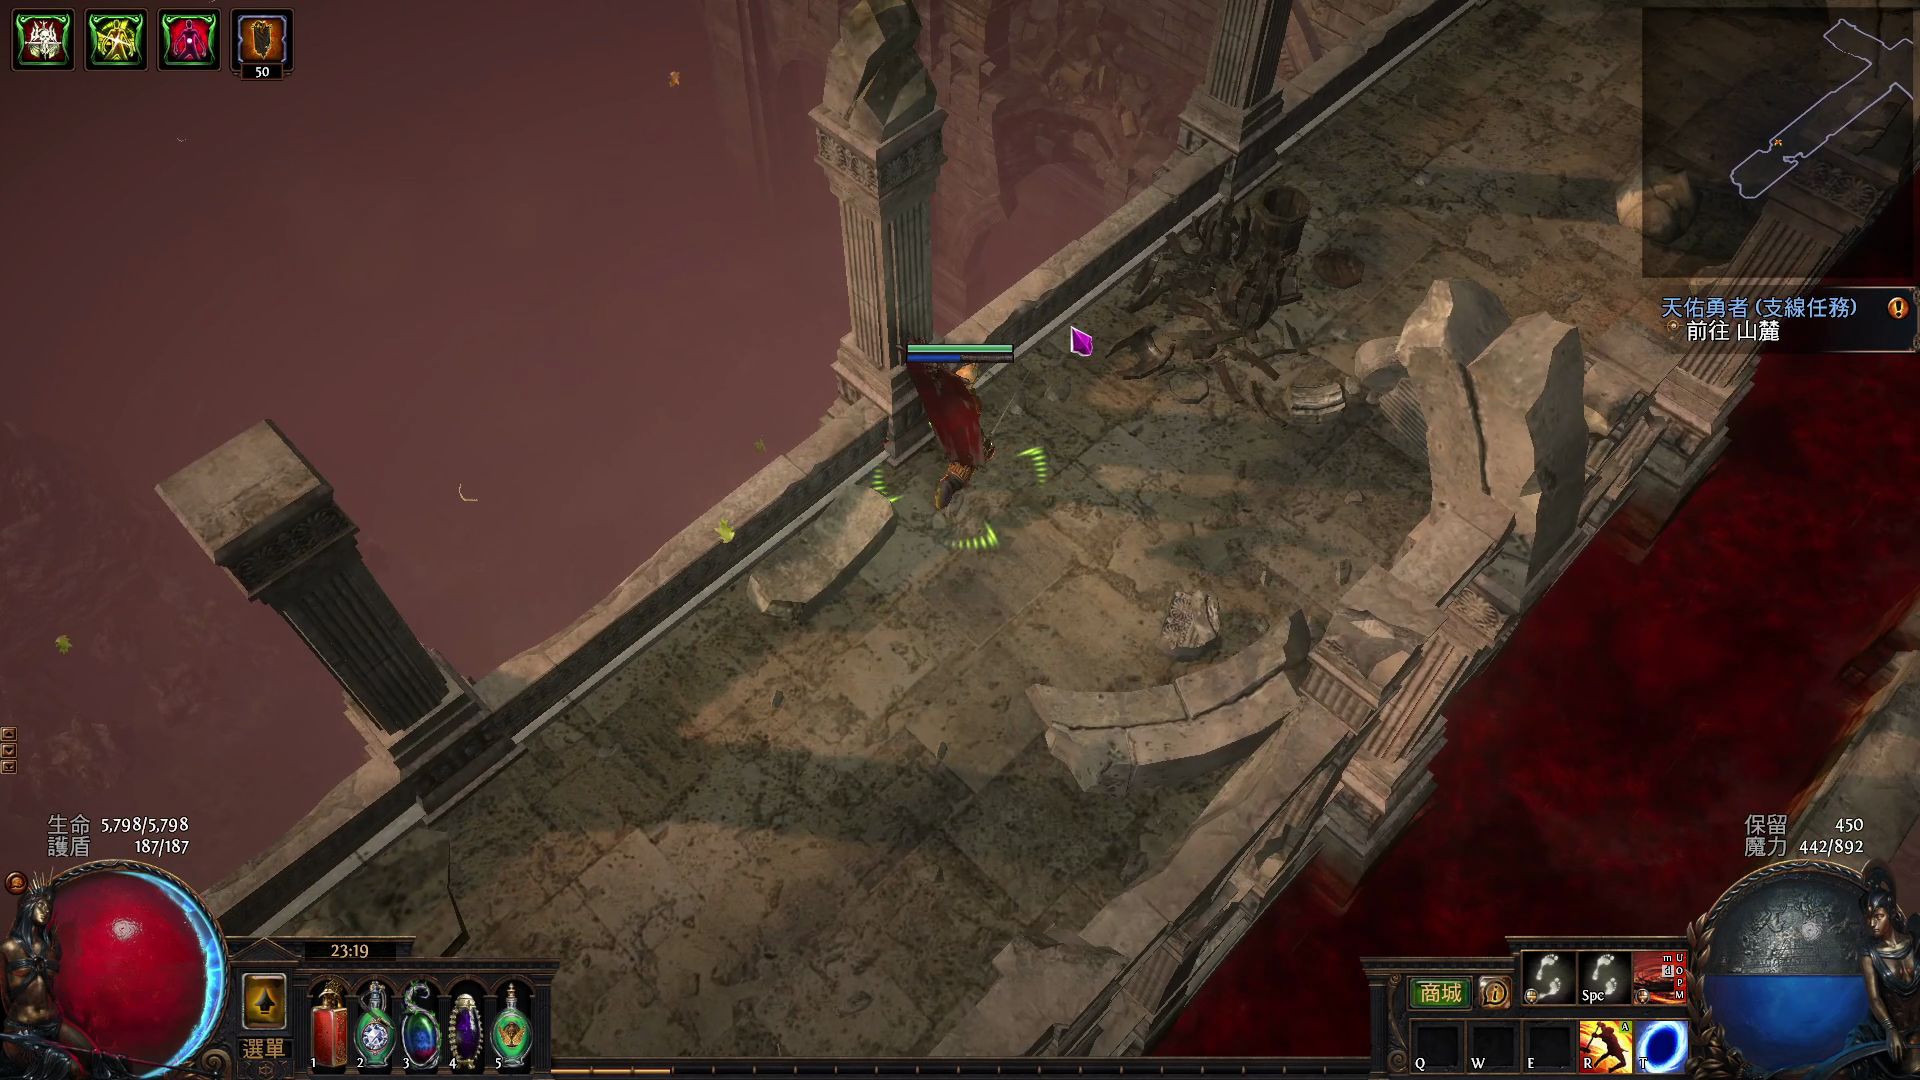 50
天佑勇者 (支線任務)
前往 山麓
生命 5,798/5,798
護盾 187/187
保留 450
魔力 442/892
23:19
選單
1 2 3 4 5
商城
Spc
Q W E R T
A